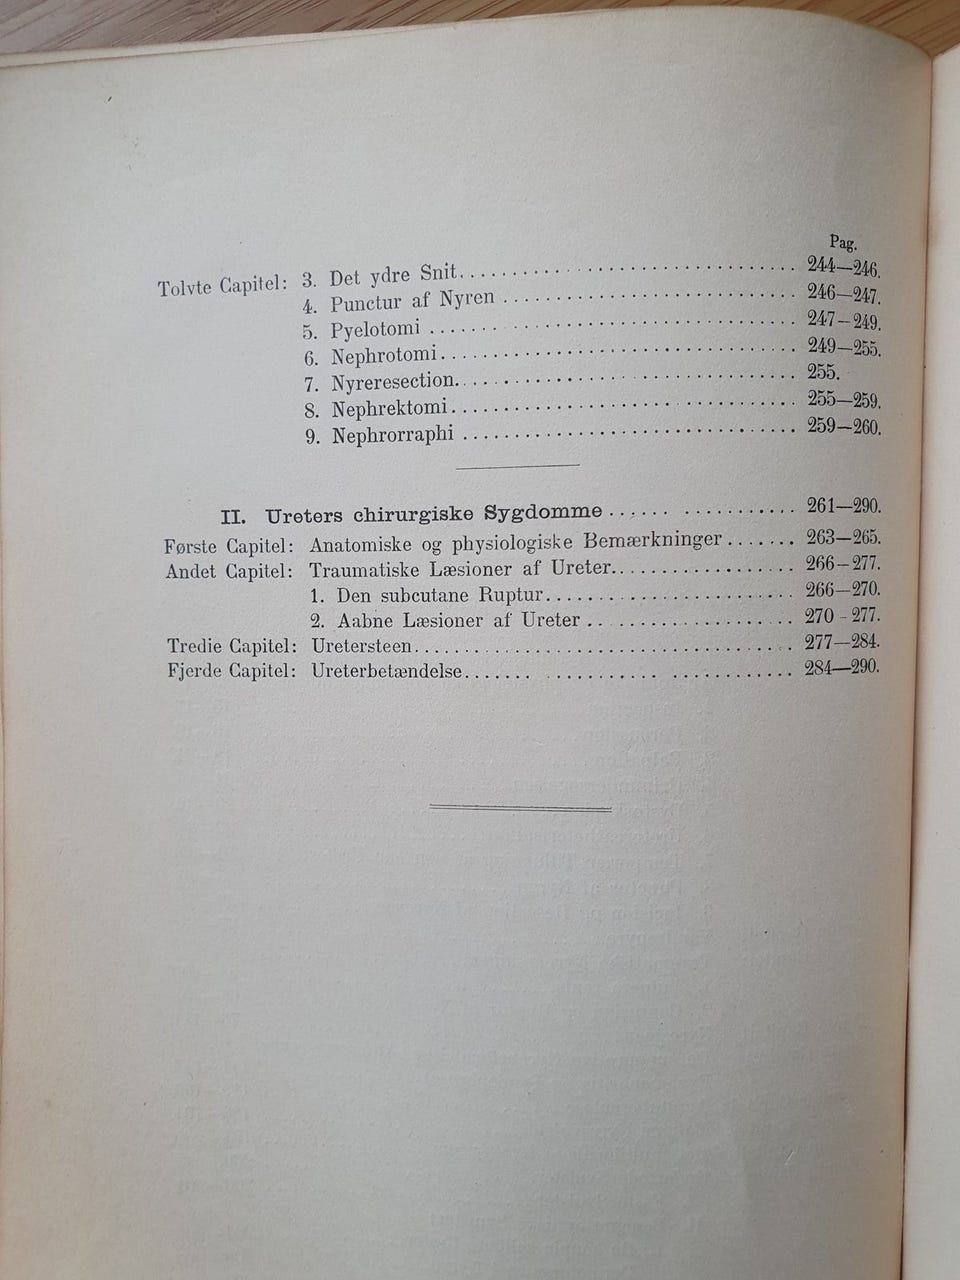 Pag.
Tolvte Capitel: 3. Det ydre Snit. . . . . . . . . . . . . . . . . . . . . . . . . . . . 244—246.
4. Punctur af Nyren . . . . . . . . . . . . . . . . . . . . . . . . . 246—247.
5. Pyelotomi . . . . . . . . . . . . . . . . . . . . . . . . . . . . . . . 247–249.
6. Nephrotomi. . . . . . . . . . . . . . . . . . . . . . . . . . . . . . 249—255.
7. Nyreresection. . . . . . . . . . . . . . . . . . . . . . . . . . . . 255.
8. Nephrektomi. . . . . . . . . . . . . . . . . . . . . . . . . . . . . 255—259.
9. Nephrorraphi . . . . . . . . . . . . . . . . . . . . . . . . . . . . 259—260.
II. Ureters chirurgiske Sygdomme . . . . . . . . . . . . . . . . . 261—290.
Første Capitel: Anatomiske og physiologiske Bemærkninger . . . . . . . 263—265.
Andet Capitel: Traumatiske Læsioner af Ureter. . . . . . . . . . . . . . . . . . 266–277.
1. Den subcutane Ruptur. . . . . . . . . . . . . . . . . . . . . . . 266—270.
2. Aabne Læsioner af Ureter . . . . . . . . . . . . . . . . . . . . 270 - 277.
Tredie Capitel: Uretersteen. . . . . . . . . . . . . . . . . . . . . . . . . . . . . . . . . . . 277—284.
Fjerde Capitel: Ureterbetændelse. . . . . . . . . . . . . . . . . . . . . . . . . . . . . 284—290.